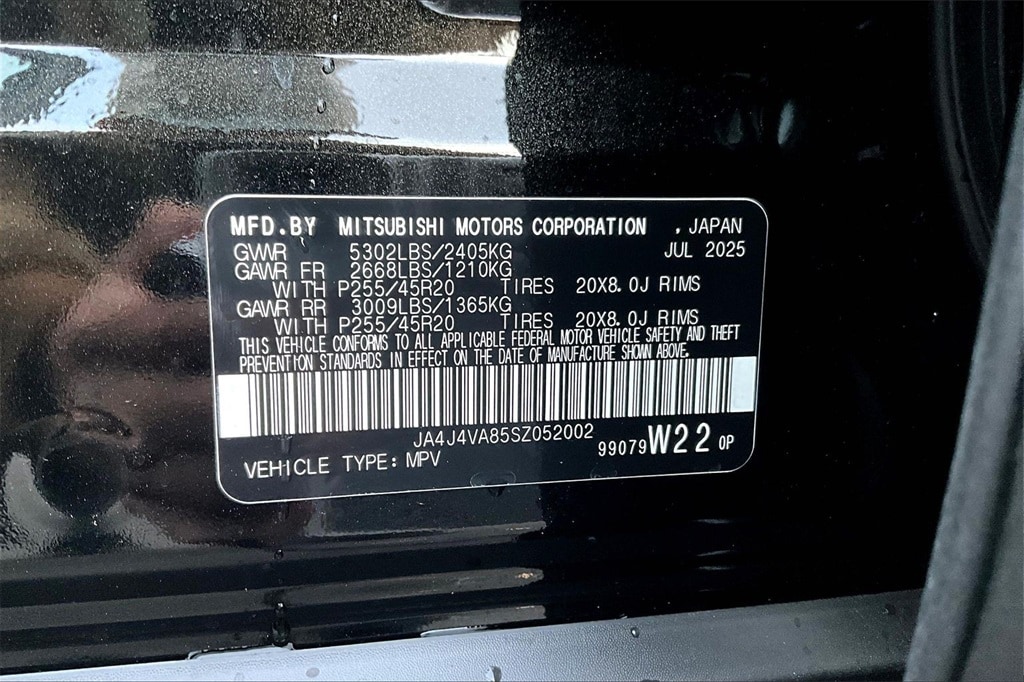 MFD.BY MITSUBISHI MOTORS CORPORATION , JAPAN
GVWR 5302LBS/2405KG JUL 2025
GAWR FR 2668LBS/1210KG
WITH P255/45R20 TIRES 20X8.0J RIMS
GAWR RR 3009LBS/1365KG
WITH P255/45R20 TIRES 20X8.0J RIMS
THIS VEHICLE CONFORMS TO ALL APPLICABLE FEDERAL MOTOR VEHICLE SAFETY AND THEFT
PREVENTION STANDARDS IN EFFECT ON THE DATE OF MANUFACTURE SHOWN ABOVE.
JA4J4VA85SZ052002
99079 W22 0P
VEHICLE TYPE: MPV